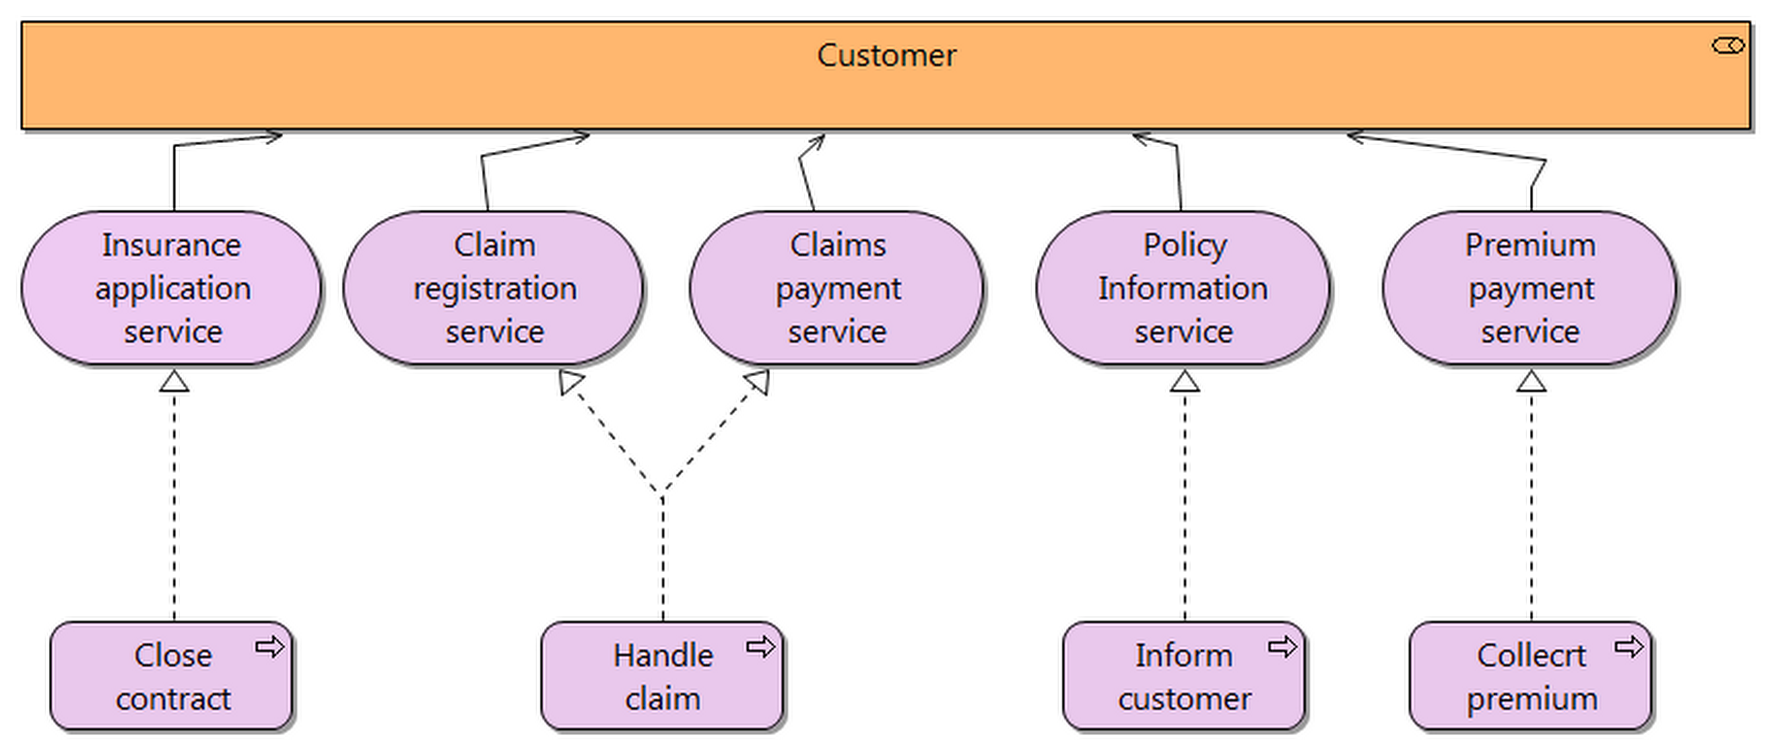 Customer
Insurance
application
service
Claim
registration
service
Claims
payment
service
Policy
Information
service
Premium
payment
service
Close
contract
Handle
claim
Inform
customer
Collecrt
premium